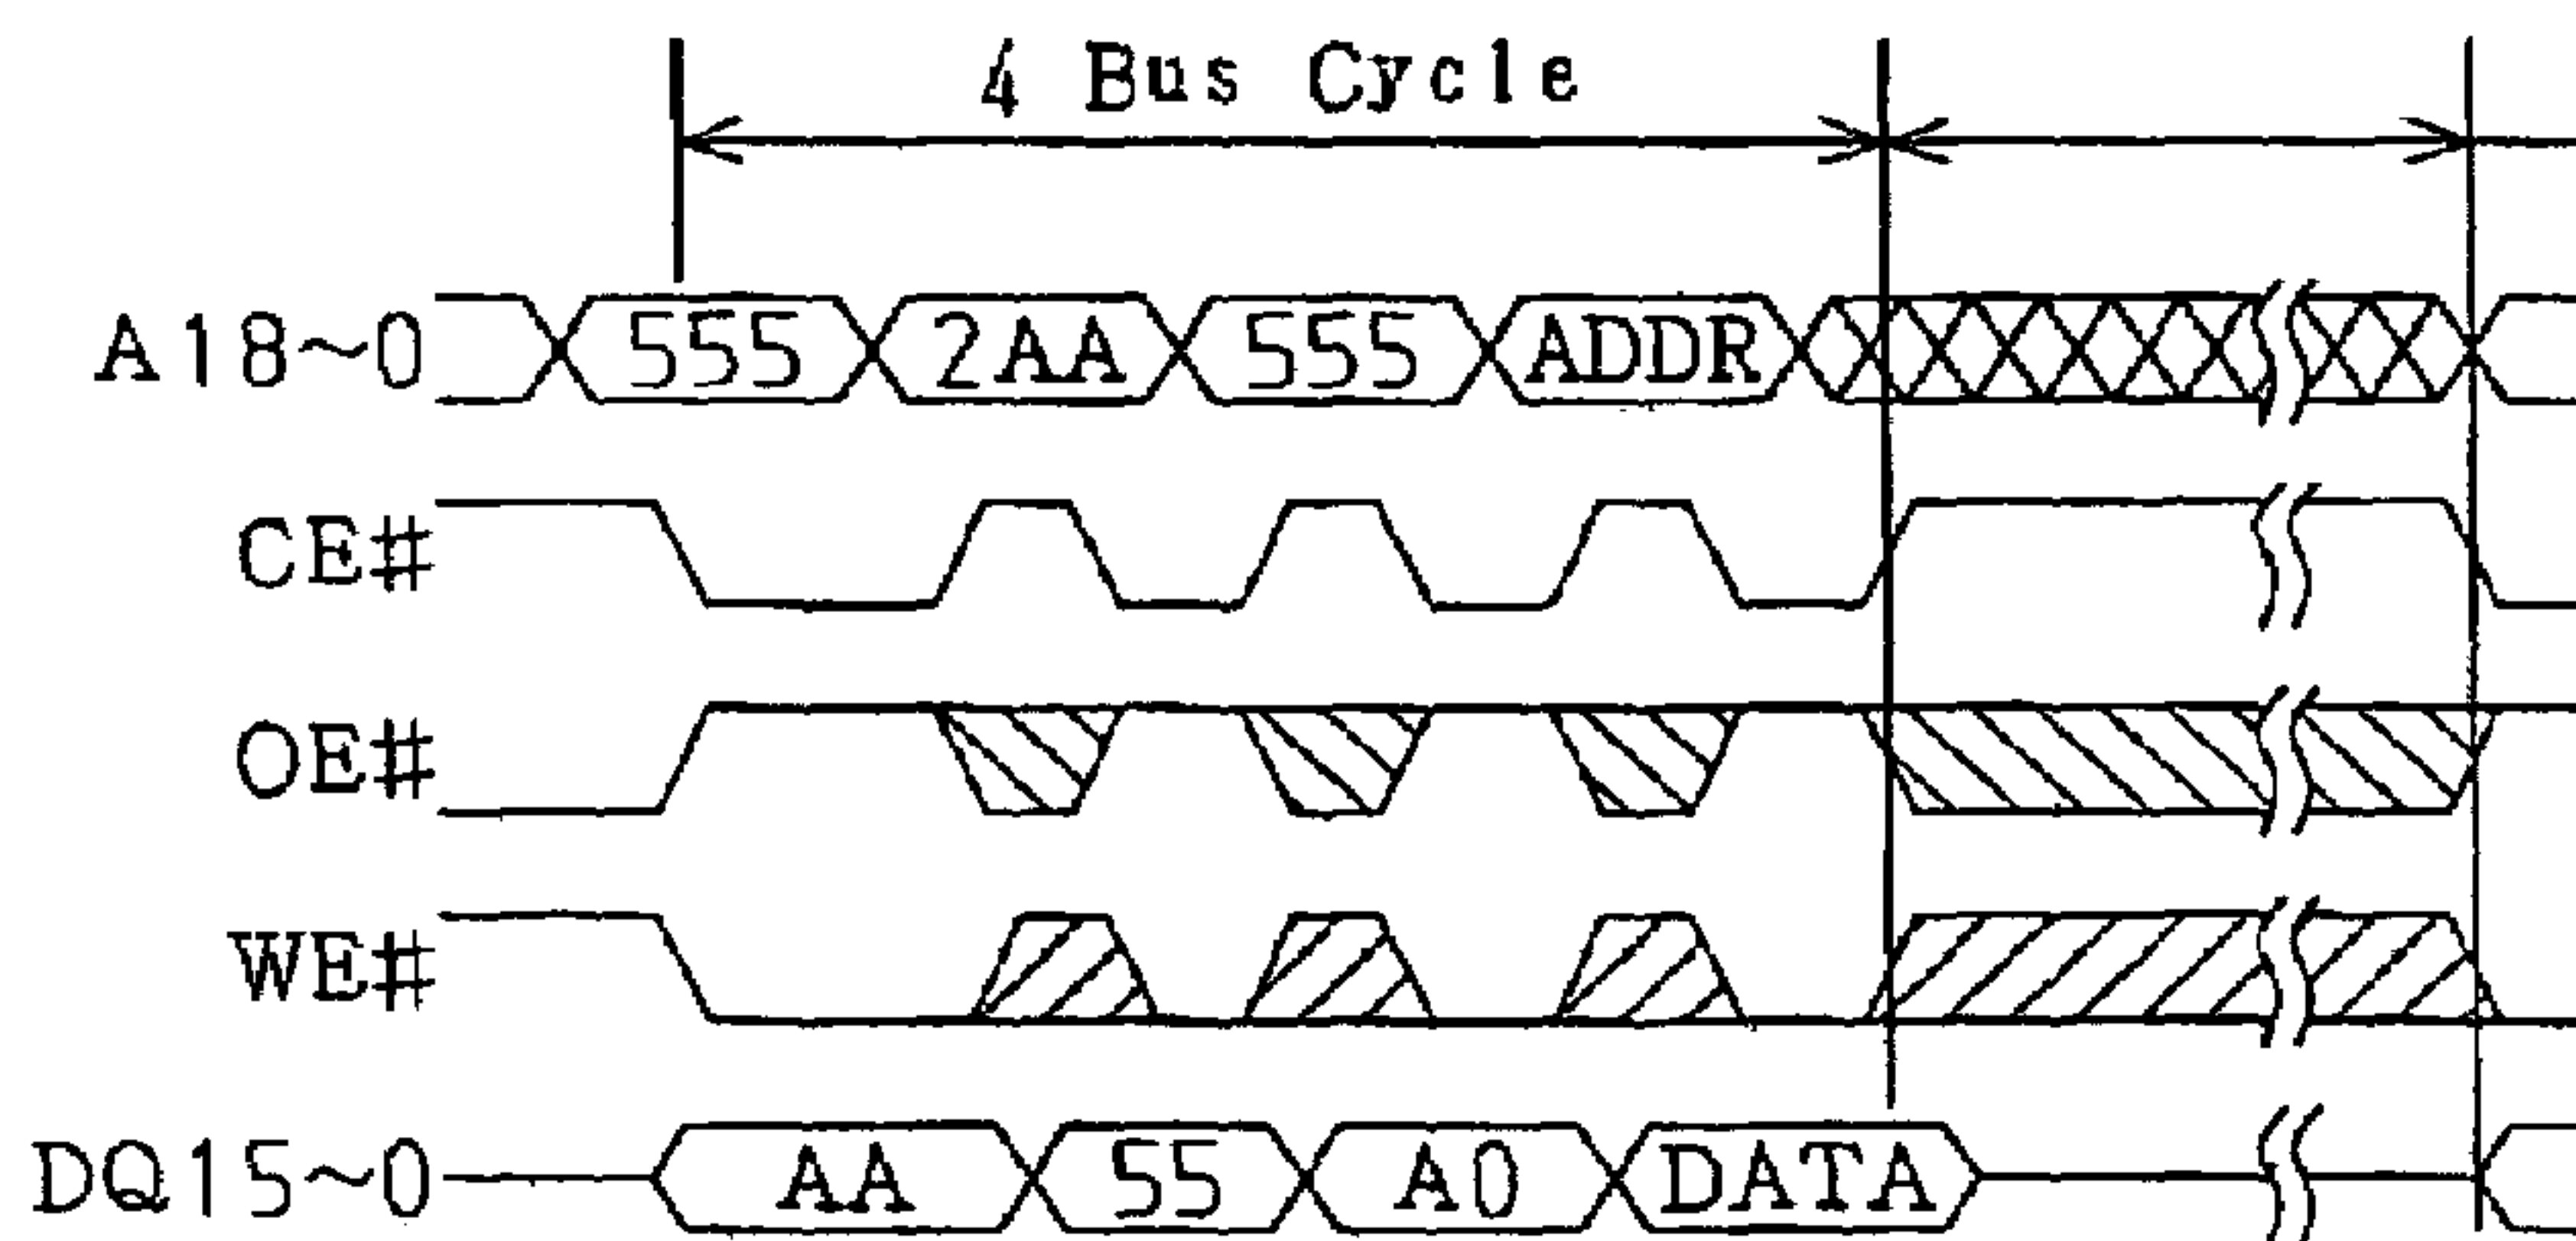 4 Bus Cycle
A18~0 555 2AA 555 ADDR
CE#
OE#
WE#
DQ15~0 AA 55 A0 DATA